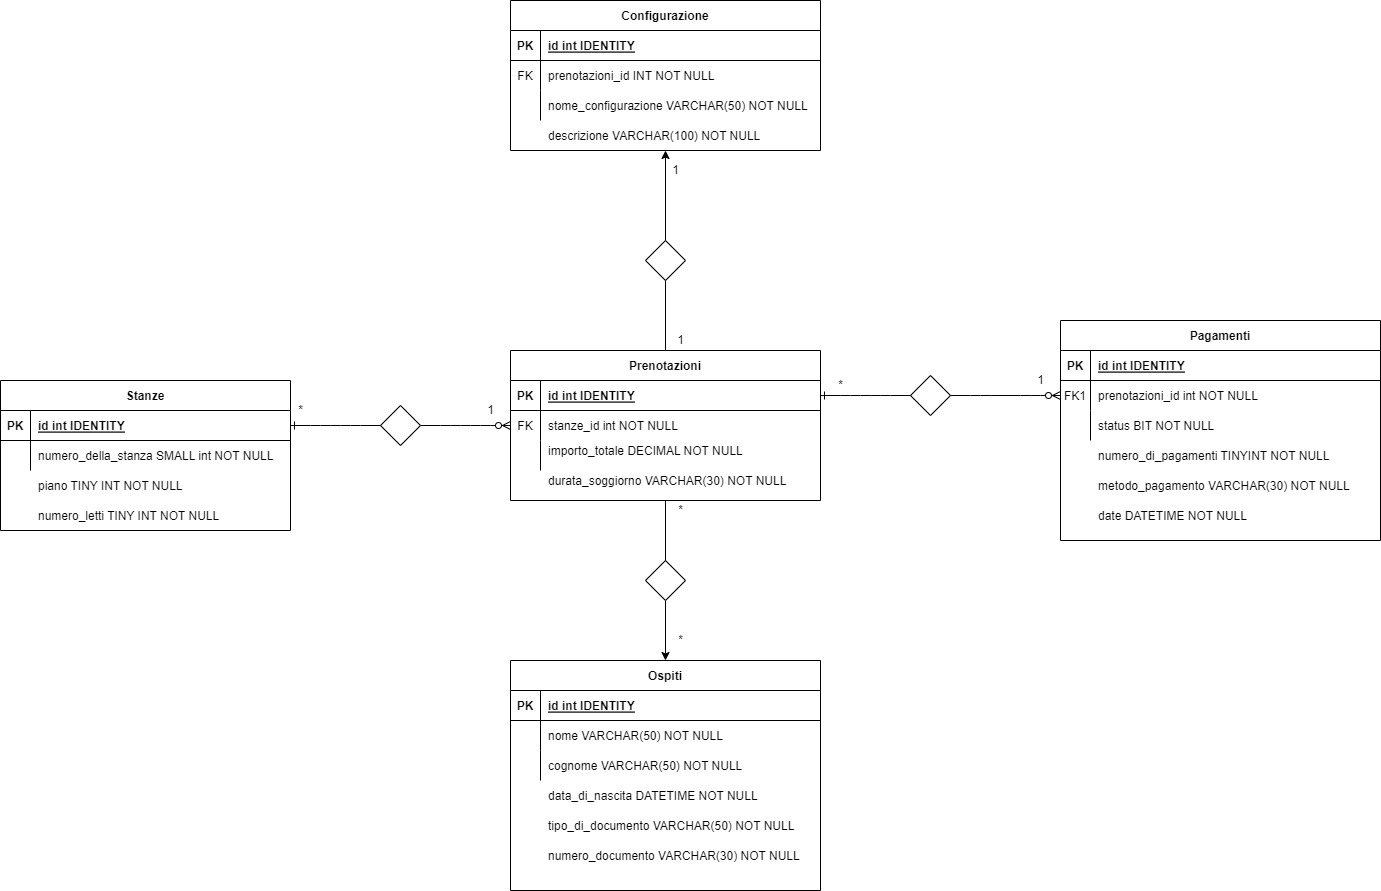 Configurazione
PK id int IDENTITY
FK prenotazioni_id INT NOT NULL
nome_configurazione VARCHAR(50) NOT NULL
descrizione VARCHAR(100) NOT NULL
1
1
Stanze
PK id int IDENTITY
numero_della_stanza SMALL int NOT NULL
piano TINY INT NOT NULL
numero_letti TINY INT NOT NULL
*
1
Prenotazioni
PK id int IDENTITY
FK stanze_id int NOT NULL
importo_totale DECIMAL NOT NULL
durata_soggiorno VARCHAR(30) NOT NULL
*
1
Pagamenti
PK id int IDENTITY
FK1 prenotazioni_id int NOT NULL
status BIT NOT NULL
numero_di_pagamenti TINYINT NOT NULL
metodo_pagamento VARCHAR(30) NOT NULL
date DATETIME NOT NULL
*
*
Ospiti
PK id int IDENTITY
nome VARCHAR(50) NOT NULL
cognome VARCHAR(50) NOT NULL
data_di_nascita DATETIME NOT NULL
tipo_di_documento VARCHAR(50) NOT NULL
numero_documento VARCHAR(30) NOT NULL